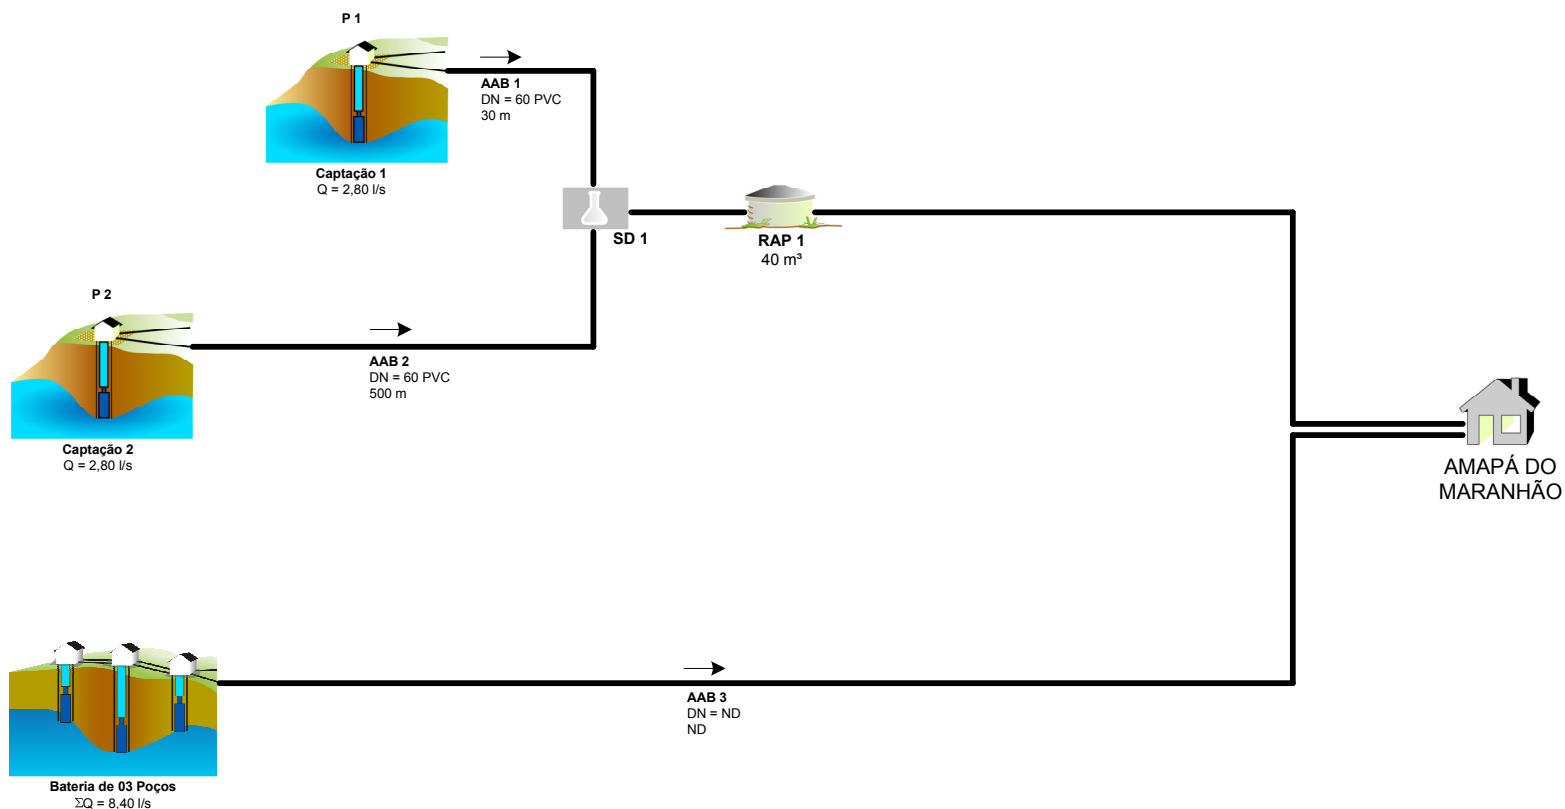 P 1
AAB 1
DN = 60 PVC
30 m
Captação 1
Q = 2,80 l/s
SD 1
RAP 1
40 m³
P 2
AAB 2
DN = 60 PVC
500 m
Captação 2
Q = 2,80 l/s
AMAPÁ DO
MARANHÃO
AAB 3
DN = ND
ND
Bateria de 03 Poços
ΣQ = 8,40 l/s